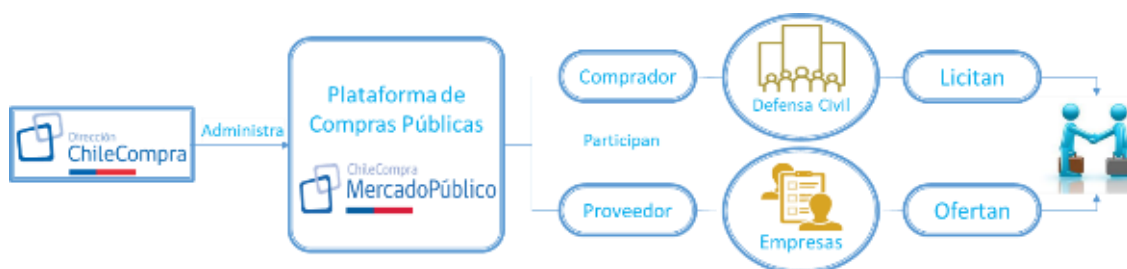 Dirección
ChileCompra
Administra
Plataforma de
Compras Públicas
ChileCompra
MercadoPúblico
Comprador
Participan
Proveedor
Defensa Civil
Empresas
Licitan
Ofertan